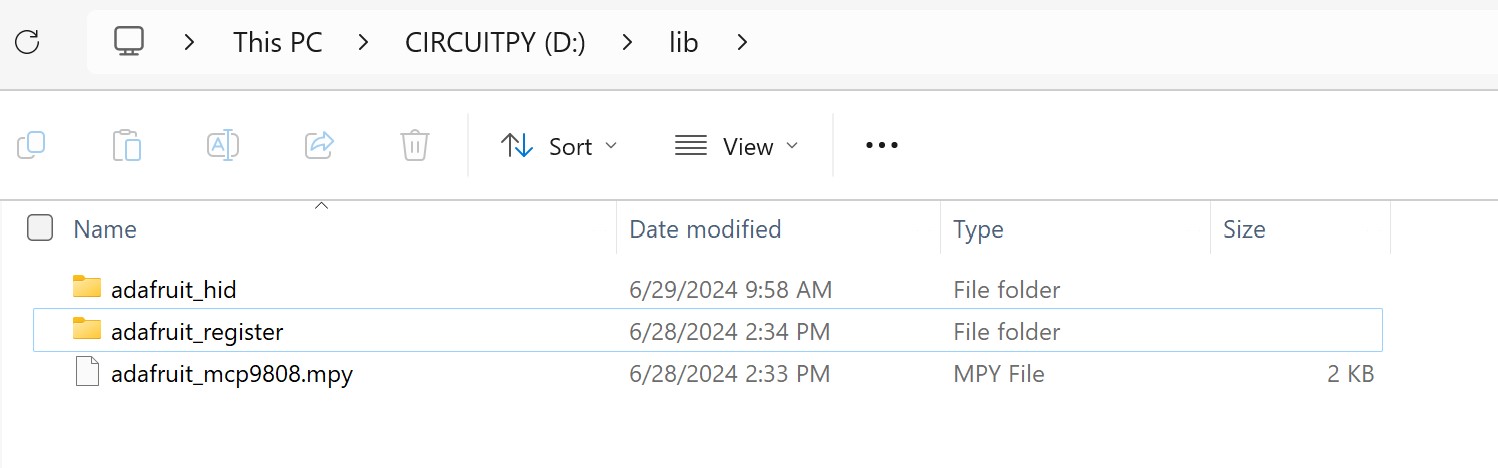 This PC > CIRCUITPY (D:) > lib >
Sort View •••
Name Date modified Type Size
adafruit_hid 6/29/2024 9:58 AM File folder
adafruit_register 6/28/2024 2:34 PM File folder
adafruit_mcp9808.mpy 6/28/2024 2:33 PM MPY File 2 KB